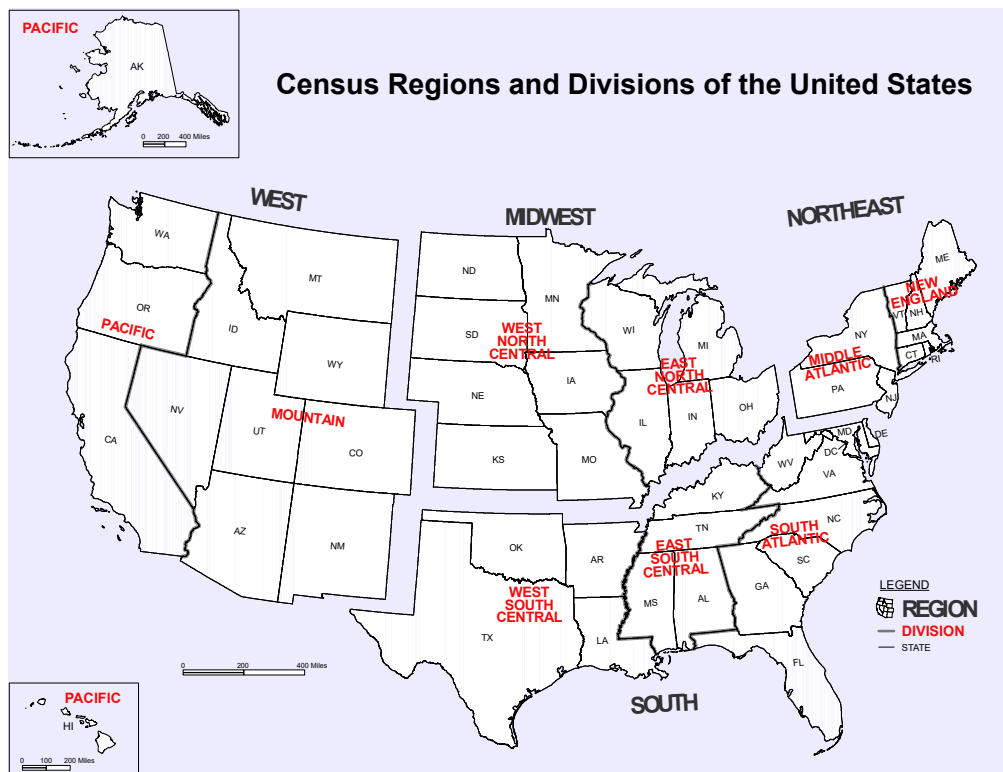 PACIFIC
AK
0 200 400 Miles
Census Regions and Divisions of the United States
WEST
MIDWEST
NORTHEAST
WA
MT
ND
MN
ME
OR
PACIFIC
ID
SD
WEST
NORTH
CENTRAL
WI
MI
NY
NEW
ENGLAND
VT
NH
MA
CT
RI
WY
IA
EAST
NORTH
CENTRAL
MIDDLE
ATLANTIC
PA
NJ
NV
NE
IL
IN
OH
MOUNTAIN
UT
CO
CA
KS
MO
WV
MD
DE
DC
VA
KY
AZ
NM
OK
AR
TN
NC
SOUTH
ATLANTIC
SC
EAST
SOUTH
CENTRAL
MS
AL
GA
WEST
SOUTH
CENTRAL
TX
LA
FL
SOUTH
LEGEND
REGION
DIVISION
STATE
0 200 400 Miles
PACIFIC
HI
0 100 200 Miles